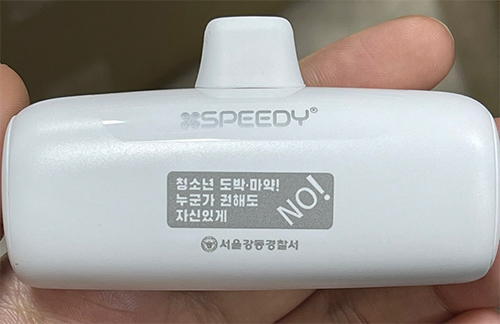 SPEEDY®
청소년 도박·마약!
누군가 권해도
자신있게 NO!
서울강동경찰서